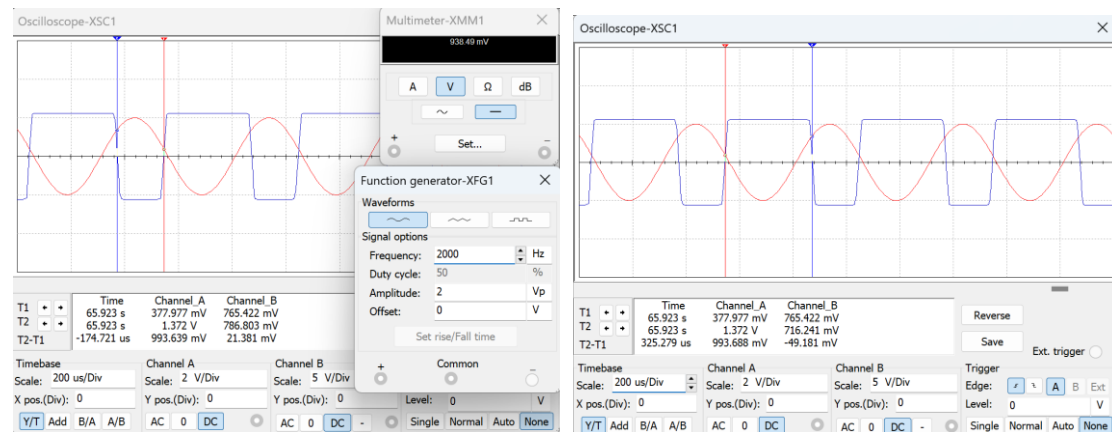 Oscilloscope-XSC1
Multimeter-XMM1
938.49 mV
A V Ω dB
+ Set... −
Function generator-XFG1
Waveforms
Signal options
Frequency: 2000 Hz
Duty cycle: 50 %
Amplitude: 2 Vp
Offset: 0 V
Set rise/Fall time
+ Common −
Time Channel_A Channel_B
T1 65.923 s 377.977 mV 765.422 mV
T2 65.923 s 1.372 V 786.803 mV
T2-T1 -174.721 us 993.639 mV 21.381 mV
Timebase Channel A Channel B
Scale: 200 us/Div Scale: 2 V/Div Scale: 5 V/Div
X pos.(Div): 0 Y pos.(Div): 0 Y pos.(Div): 0 Level: 0 V
Y/T Add B/A A/B AC 0 DC AC 0 DC - Single Normal Auto None
Oscilloscope-XSC1
Time Channel_A Channel_B
T1 65.923 s 377.977 mV 765.422 mV
T2 65.923 s 1.372 V 716.241 mV
T2-T1 325.279 us 993.688 mV -49.181 mV
Reverse
Save
Ext. trigger
Timebase Channel A Channel B Trigger
Scale: 200 us/Div Scale: 2 V/Div Scale: 5 V/Div Edge: A B Ext
X pos.(Div): 0 Y pos.(Div): 0 Y pos.(Div): 0 Level: 0 V
Y/T Add B/A A/B AC 0 DC AC 0 DC - Single Normal Auto None